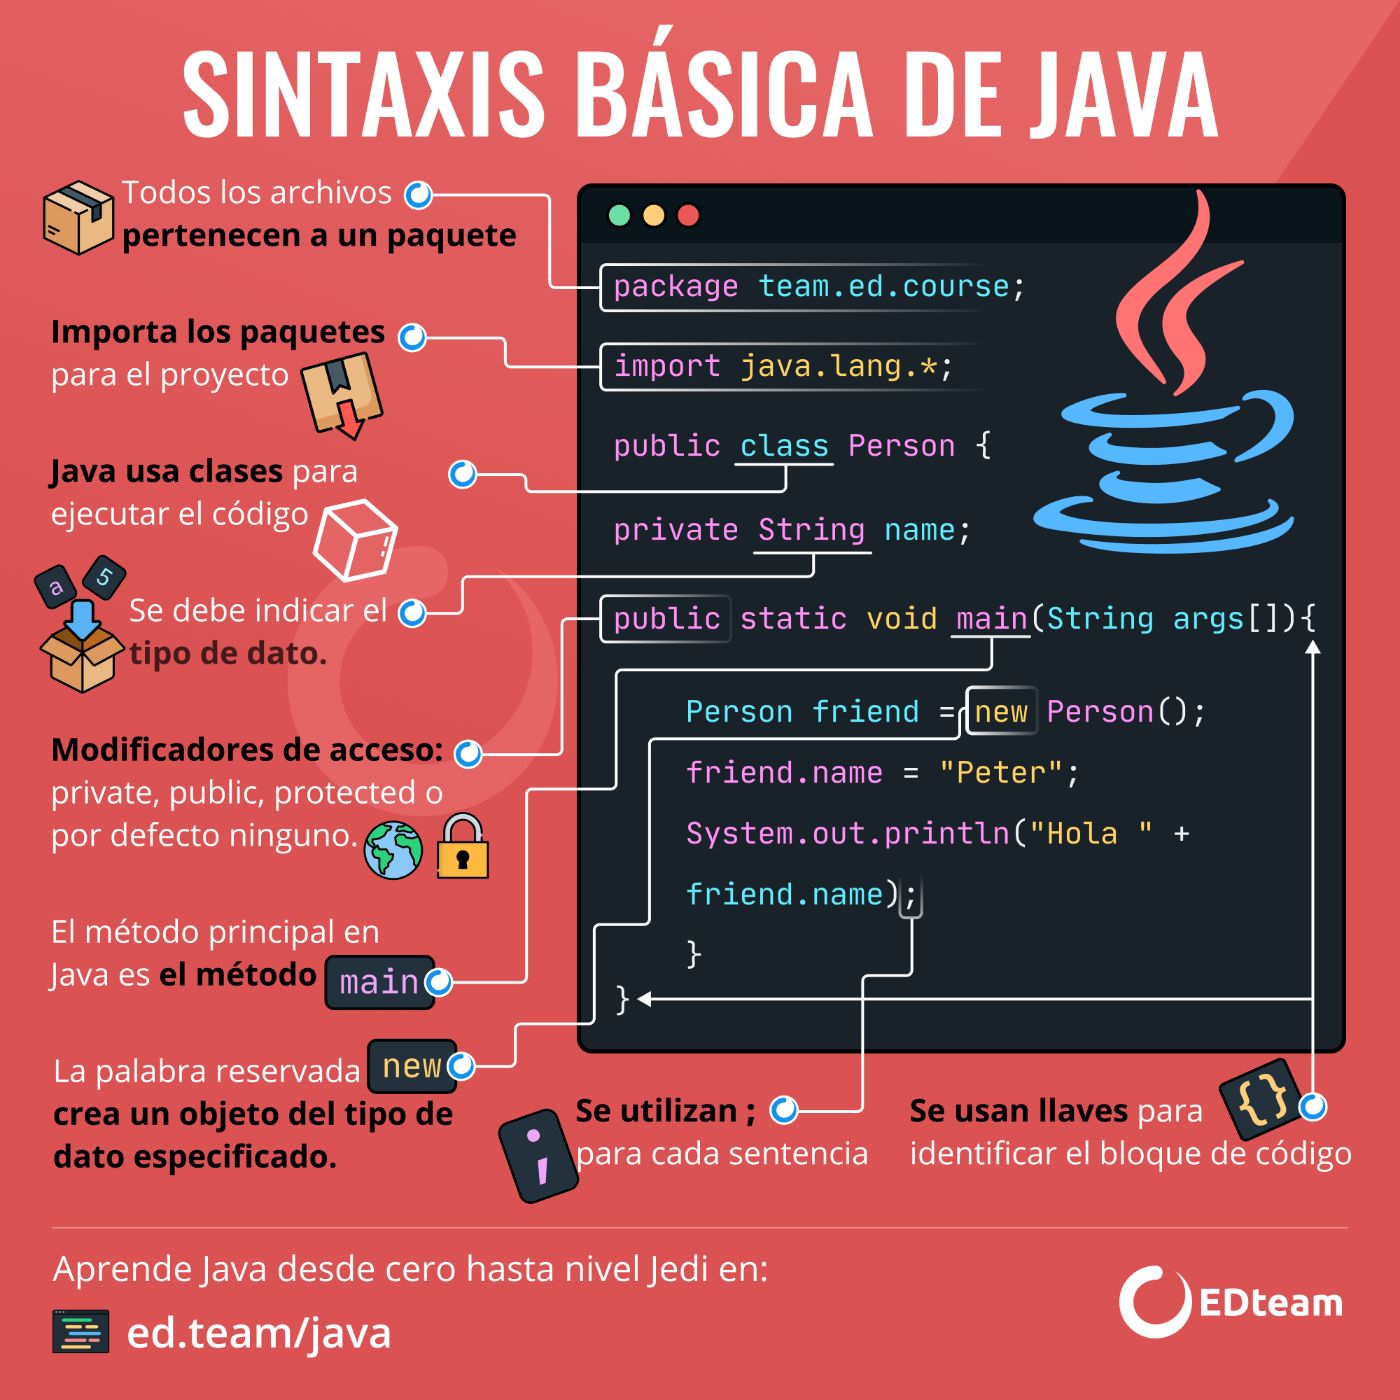 SINTAXIS BÁSICA DE JAVA
Todos los archivos
pertenecen a un paquete
Importa los paquetes
para el proyecto
Java usa clases para
ejecutar el código
a 5
Se debe indicar el
tipo de dato.
Modificadores de acceso:
private, public, protected o
por defecto ninguno.
El método principal en
Java es el método main
La palabra reservada new
crea un objeto del tipo de
dato especificado.
package team.ed.course;
import java.lang.*;
public class Person {
private String name;
public static void main(String args[]){
Person friend = new Person();
friend.name = "Peter";
System.out.println("Hola " +
friend.name);
}
}
;
Se utilizan ;
para cada sentencia
Se usan llaves para {}
identificar el bloque de código
Aprende Java desde cero hasta nivel Jedi en:
ed.team/java
EDteam